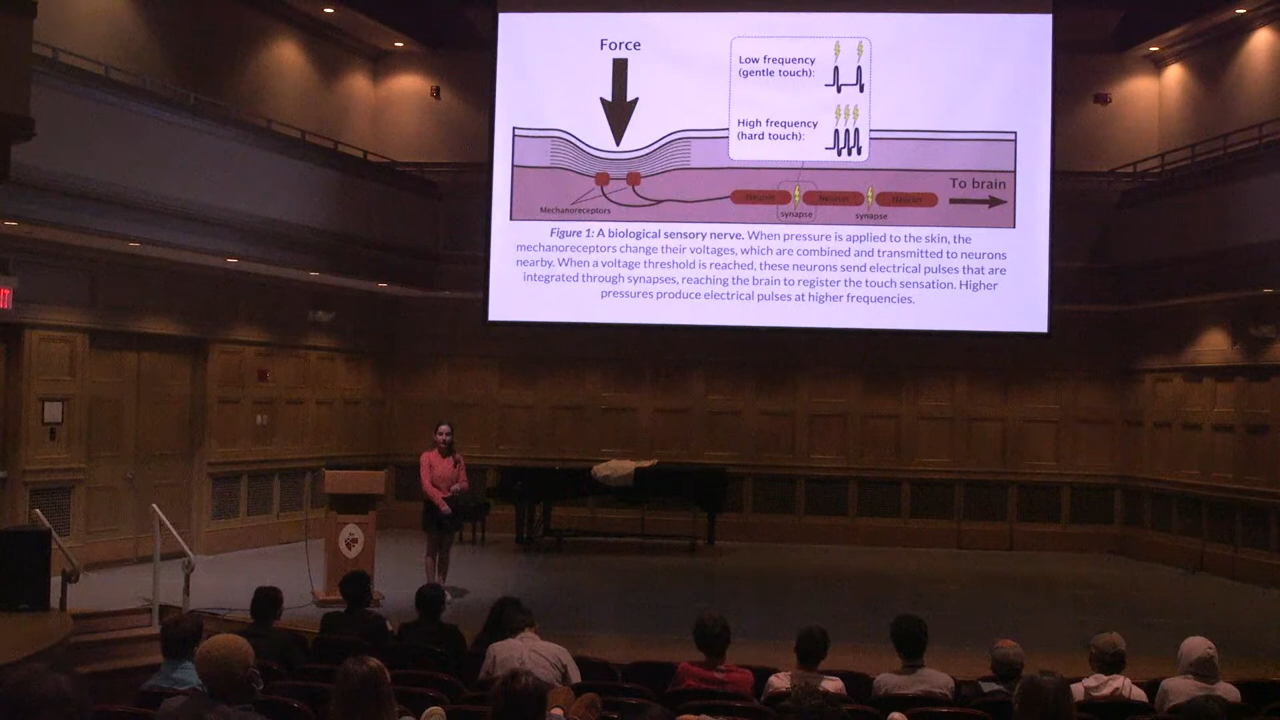 Force
Low frequency
(gentle touch):
High frequency
(hard touch):
To brain
Neuron
Neuron
Neuron
Mechanoreceptors
synapse
synapse
Figure 1: A biological sensory nerve. When pressure is applied to the skin, the
mechanoreceptors change their voltages, which are combined and transmitted to neurons
nearby. When a voltage threshold is reached, these neurons send electrical pulses that are
integrated through synapses, reaching the brain to register the touch sensation. Higher
pressures produce electrical pulses at higher frequencies.